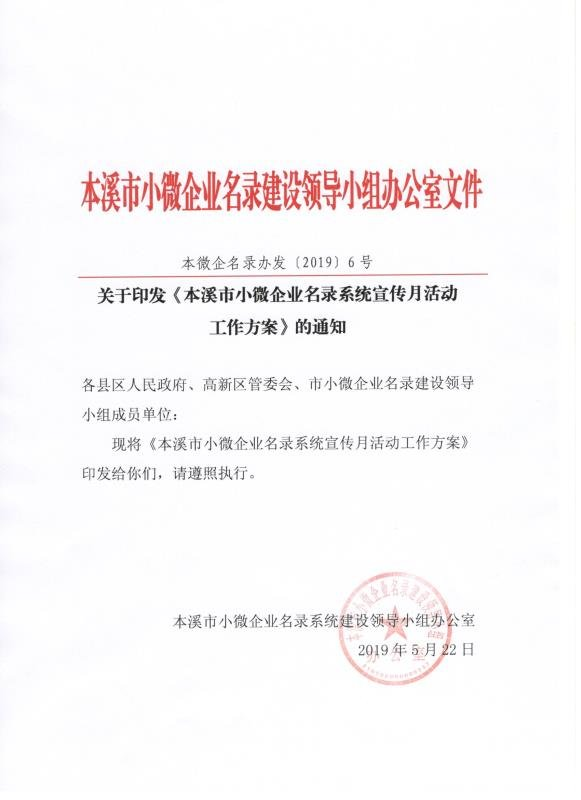 本溪市小微企业名录建设领导小组办公室文件
本微企名录办发〔2019〕6号
关于印发《本溪市小微企业名录系统宣传月活动
工作方案》的通知
各县区人民政府、高新区管委会、市小微企业名录建设领导
小组成员单位：
现将《本溪市小微企业名录系统宣传月活动工作方案》
印发给你们，请遵照执行。
本溪市小微企业名录系统建设领导小组办公室
2019年5月22日
办公室